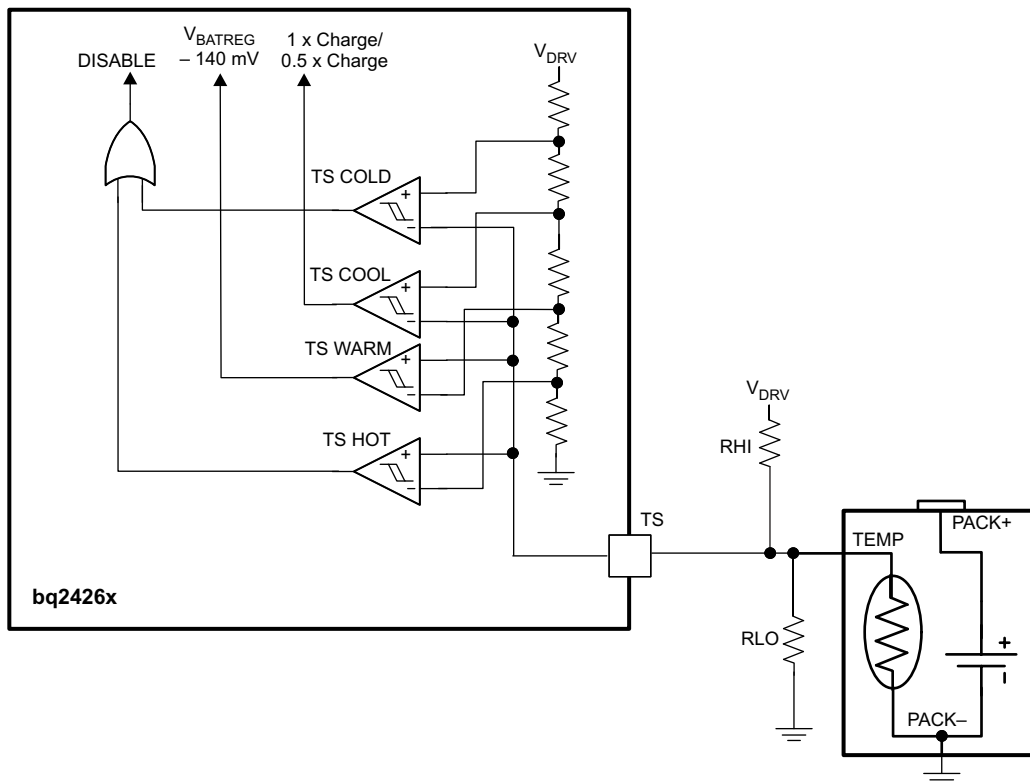 DISABLE
VBATREG
– 140 mV
1 x Charge/
0.5 x Charge
VDRV
TS COLD
+
–
TS COOL
+
–
TS WARM
+
–
TS HOT
+
–
VDRV
RHI
TS
PACK+
TEMP
bq2426x
RLO
+
–
PACK–